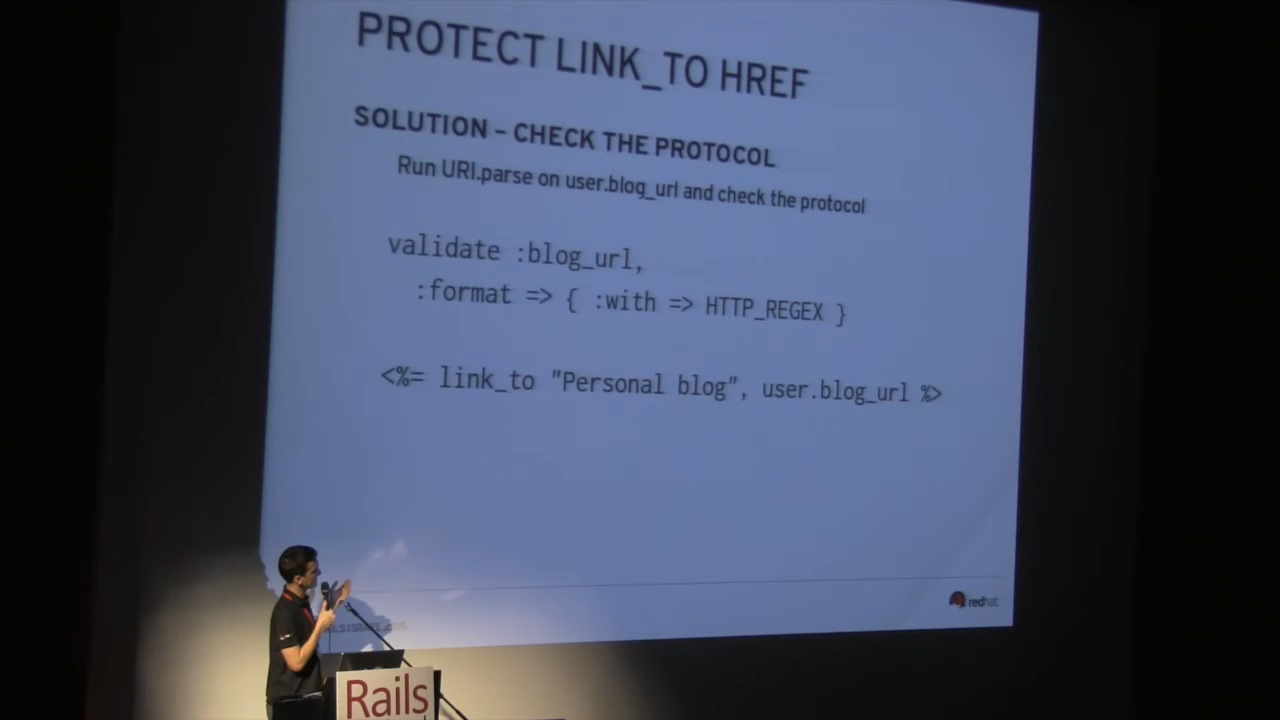 PROTECT LINK_TO HREF
SOLUTION – CHECK THE PROTOCOL
Run URI.parse on user.blog_url and check the protocol
validate :blog_url,
:format => { :with => HTTP_REGEX }
<%= link_to "Personal blog", user.blog_url %>
redhat
Rails